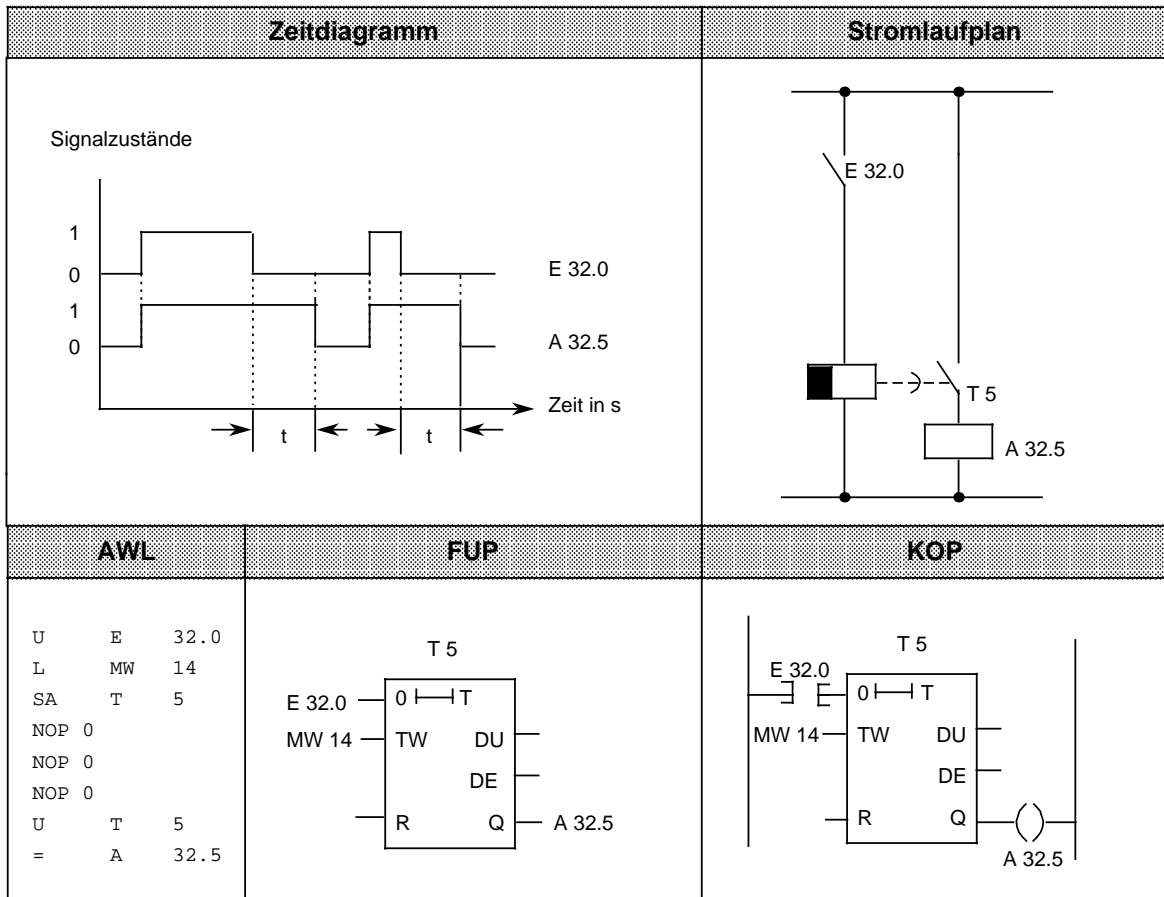 Zeitdiagramm
Stromlaufplan
Signalzustände
1
0
E 32.0
1
0
A 32.5
Zeit in s
t
t
E 32.0
T 5
A 32.5
AWL
FUP
KOP
U E 32.0
L MW 14
SA T 5
NOP 0
NOP 0
NOP 0
U T 5
= A 32.5
T 5
E 32.0
0 T
MW 14
TW DU
DE
R Q
A 32.5
T 5
E 32.0
0 T
MW 14
TW DU
DE
R Q
A 32.5